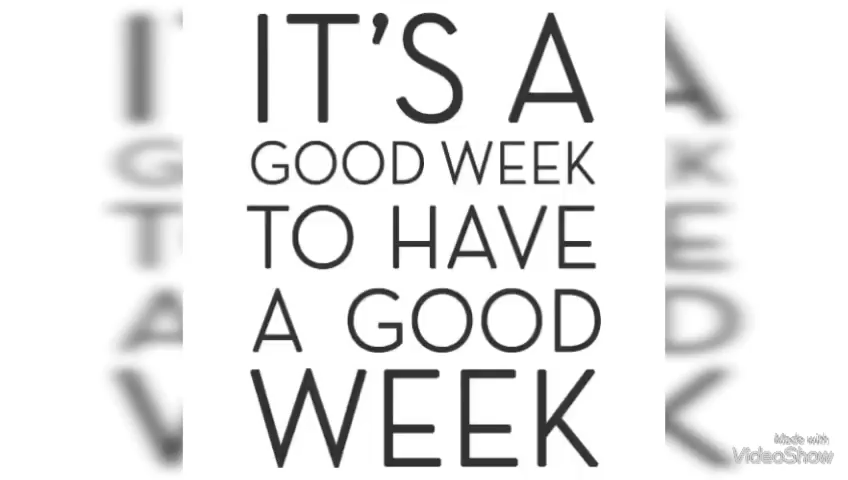 IT'S A
GOOD WEEK
TO HAVE
A GOOD
WEEK
Made with
VideoShow